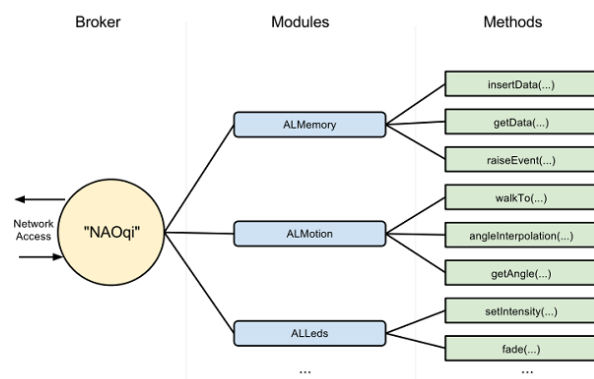 Broker
Modules
Methods
insertData(...)
ALMemory
getData(...)
raiseEvent(...)
Network
Access
"NAOqi"
walkTo(...)
ALMotion
angleInterpolation(...)
getAngle(...)
setIntensity(...)
ALLeds
fade(...)
...
...